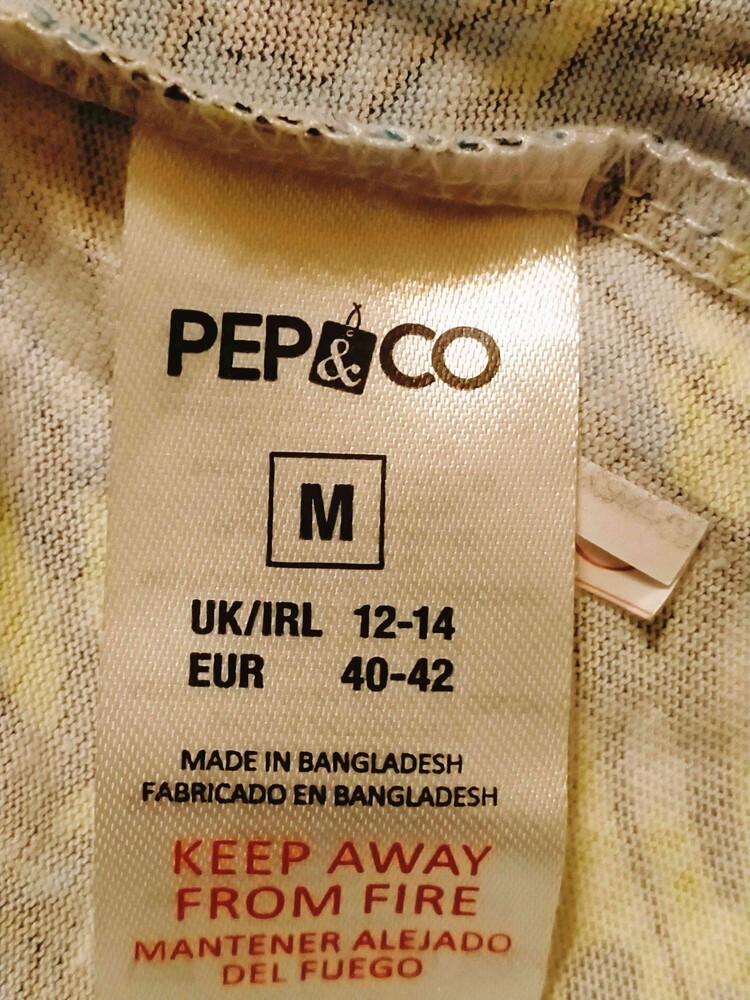 PEP&CO
M
UK/IRL 12-14
EUR 40-42
MADE IN BANGLADESH
FABRICADO EN BANGLADESH
KEEP AWAY
FROM FIRE
MANTENER ALEJADO
DEL FUEGO